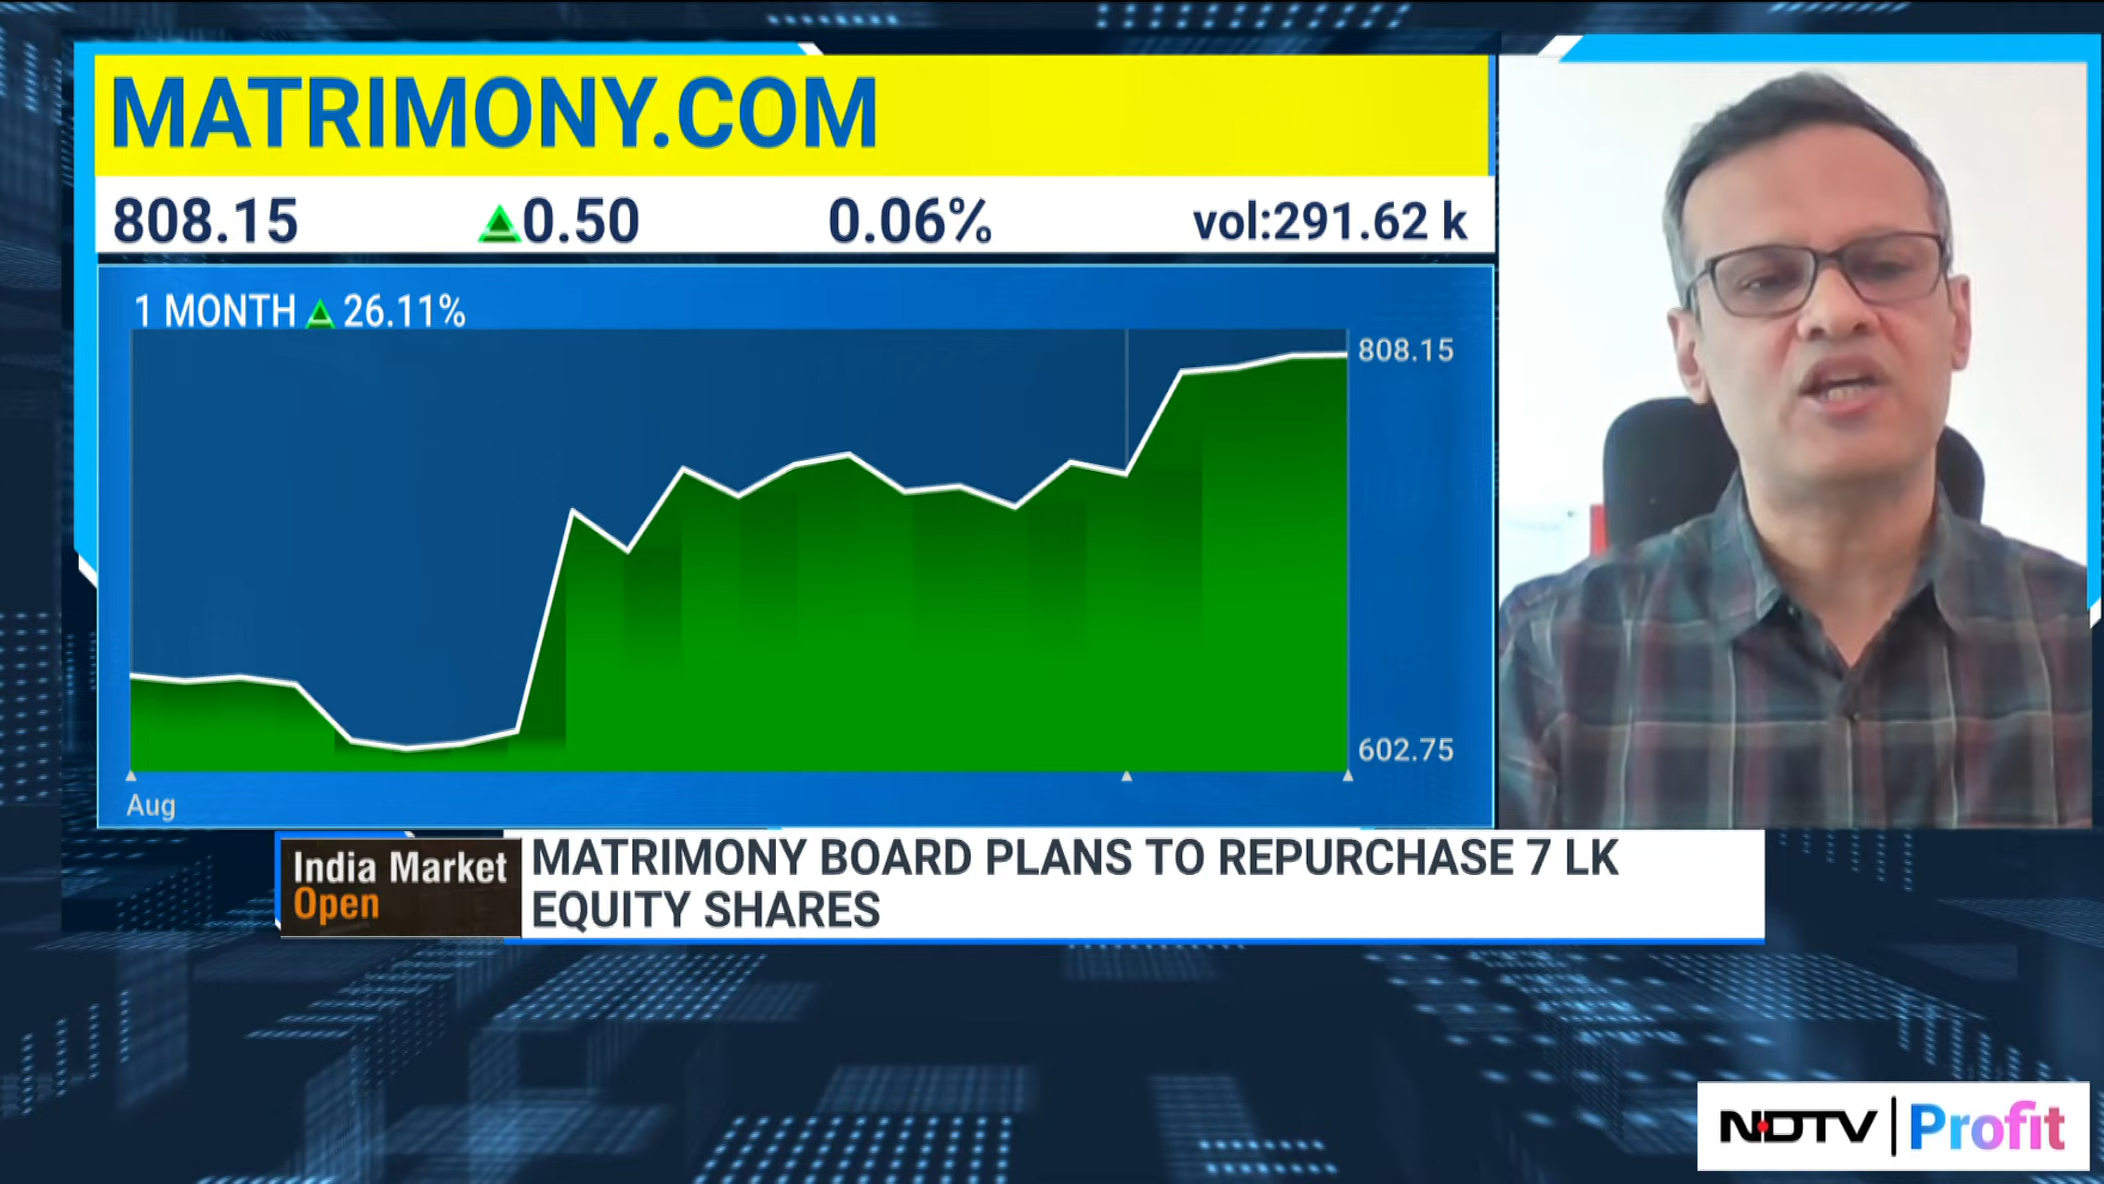 MATRIMONY.COM
808.15 0.50 0.06% vol:291.62 k
1 MONTH 26.11%
808.15
602.75
Aug
India Market
Open
MATRIMONY BOARD PLANS TO REPURCHASE 7 LK
EQUITY SHARES
NDTV Profit